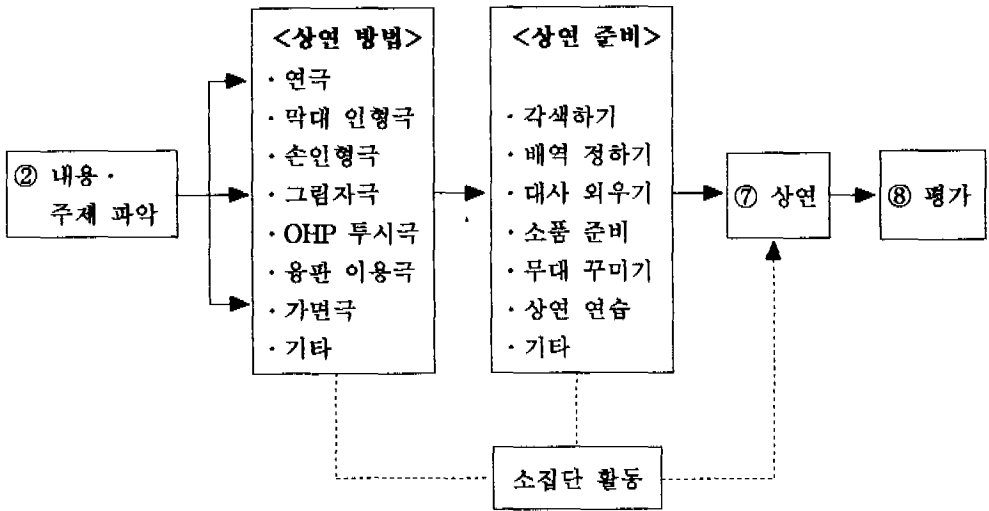 ② 내용·
주제 파악
<상연 방법>
· 연극
· 막대 인형극
· 손인형극
· 그림자극
· OHP 투시극
· 융판 이용극
· 가면극
· 기타
<상연 준비>
· 각색하기
· 배역 정하기
· 대사 외우기
· 소품 준비
· 무대 꾸미기
· 상연 연습
· 기타
⑦ 상연
⑧ 평가
소집단 활동